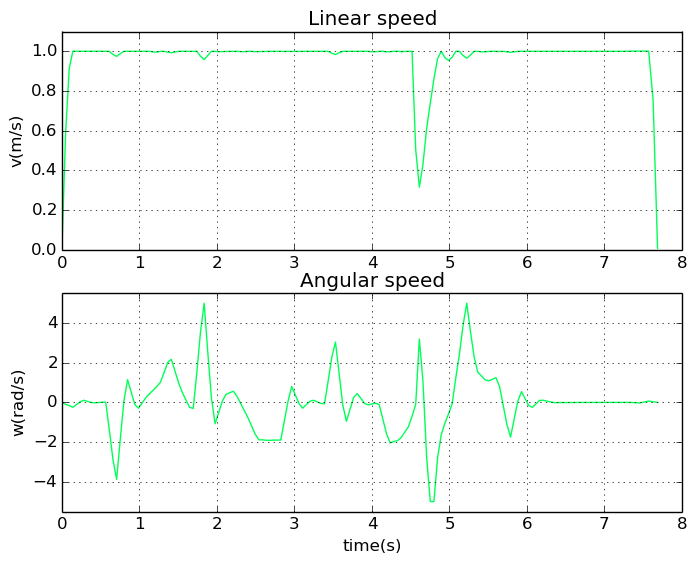 Linear speed
v(m/s)
1.0
0.8
0.6
0.4
0.2
0.0
0 1 2 3 4 5 6 7 8
Angular speed
w(rad/s)
4
2
0
−2
−4
0 1 2 3 4 5 6 7 8
time(s)